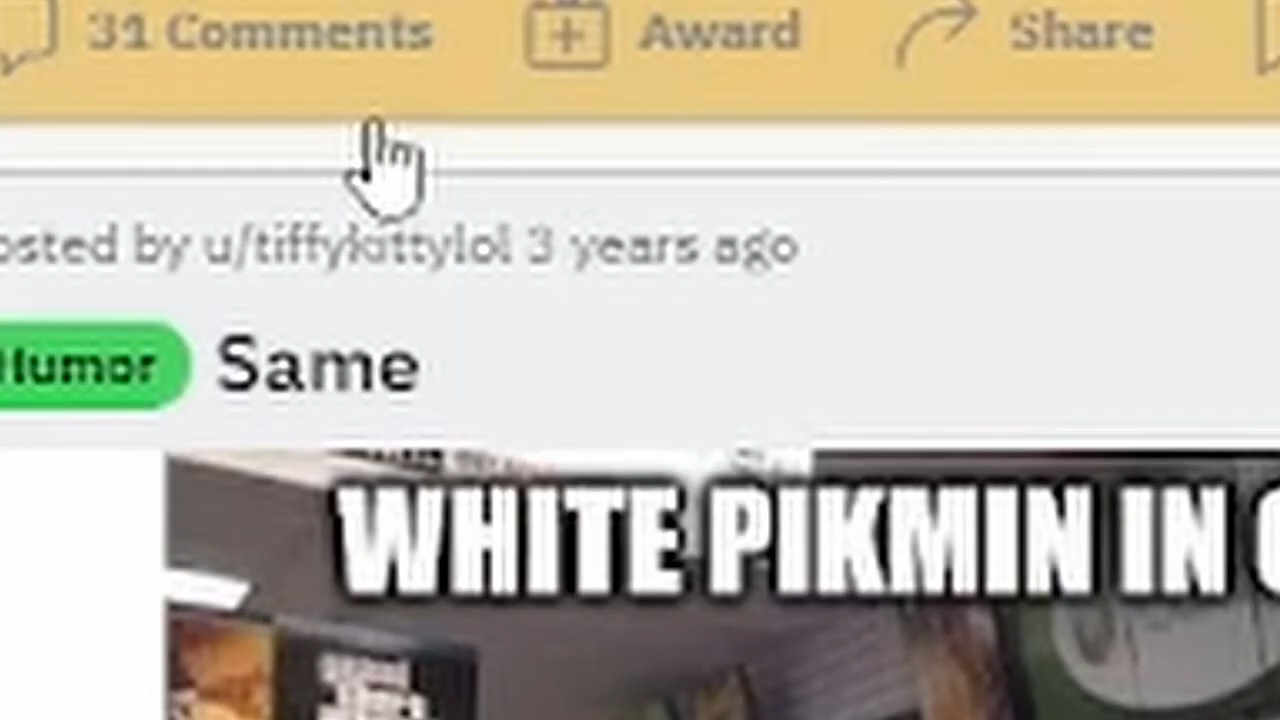 31 Comments Award Share
osted by u/tiffykittylol 3 years ago
Humor Same
WHITE PIKMIN IN